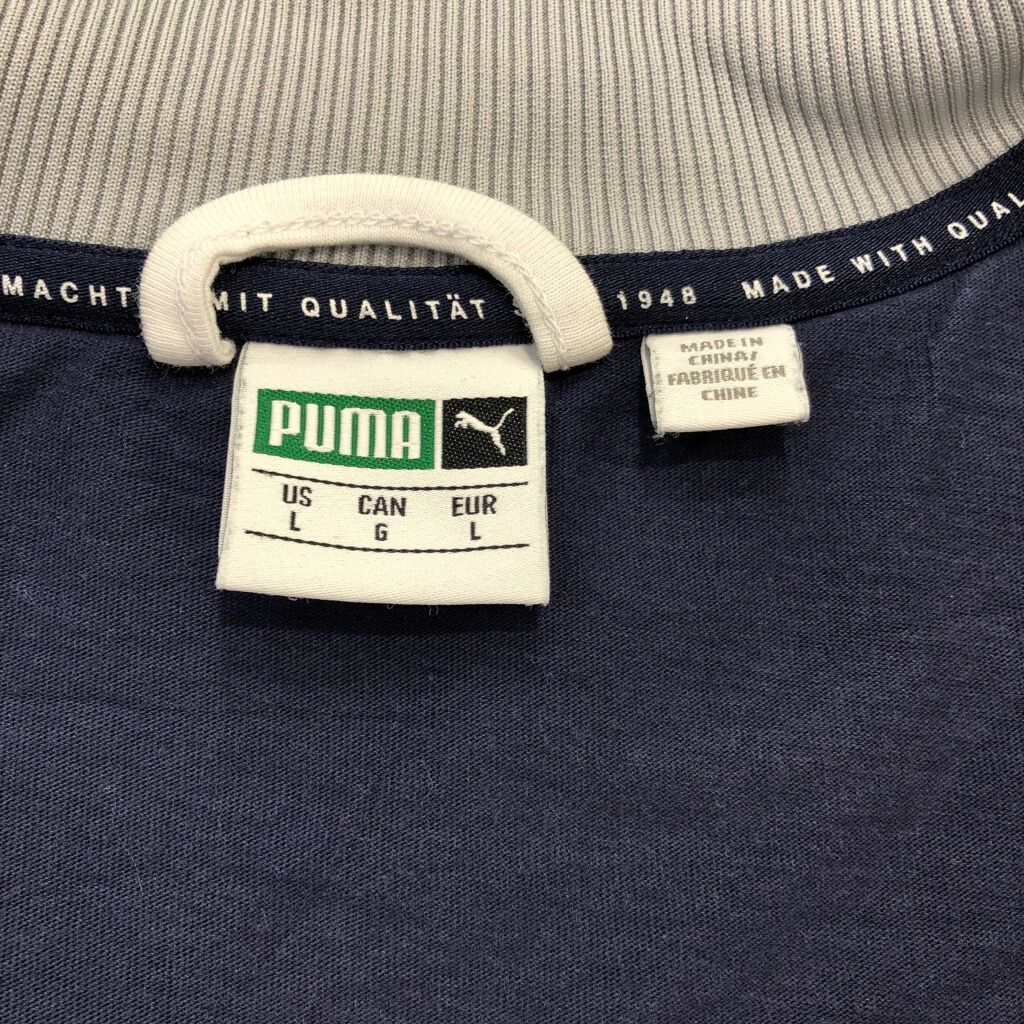 MACHT MIT QUALITÄT 1948 MADE WITH QUAL
PUMA
US CAN EUR
L G L
MADE IN
CHINA/
FABRIQUÉ EN
CHINE